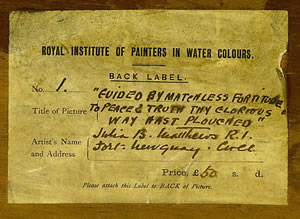 ROYAL INSTITUTE OF PAINTERS IN WATER COLOURS.
BACK LABEL.
No. 1.
"GUIDED BY MATCHLESS FORTITUDE
Title of Picture TO PEACE & TRUTH THY GLORIOUS
WAY HAST PLOUGHED"
Artist's Name Julia B. Matthews R.I.
and Address Fort. Newquay. Cwll
Price, £50 s. d.
Please attach this Label to BACK of Picture.